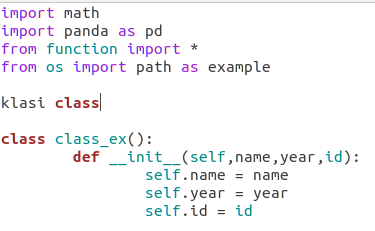 import math
import panda as pd
from function import *
from os import path as example
klasi class
class class_ex():
def __init__(self,name,year,id):
self.name = name
self.year = year
self.id = id